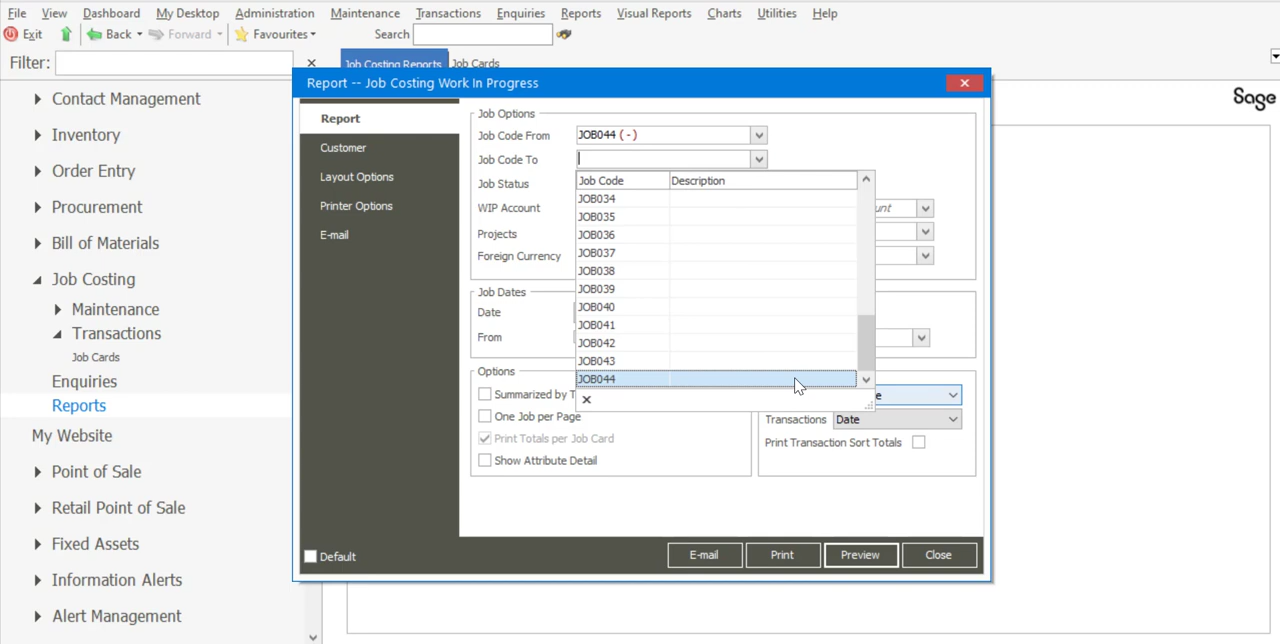 File View Dashboard My Desktop Administration Maintenance Transactions Enquiries Reports Visual Reports Charts Utilities Help
Exit Back Forward Favourites Search
Filter: Job Costing Reports Job Cards
Report -- Job Costing Work In Progress
Sage
Contact Management
Inventory
Order Entry
Procurement
Bill of Materials
Job Costing
Maintenance
Transactions
Job Cards
Enquiries
Reports
My Website
Point of Sale
Retail Point of Sale
Fixed Assets
Information Alerts
Alert Management
Report
Customer
Layout Options
Printer Options
E-mail
Job Options
Job Code From JOB044 (-)
Job Code To
Job Status
WIP Account
Projects
Foreign Currency
Job Code Description
JOB034
JOB035
JOB036
JOB037
JOB038
JOB039
JOB040
JOB041
JOB042
JOB043
JOB044
Job Dates
Date
From
Options
Summarized by T
One Job per Page
Print Totals per Job Card
Show Attribute Detail
Transactions Date
Print Transaction Sort Totals
Default E-mail Print Preview Close